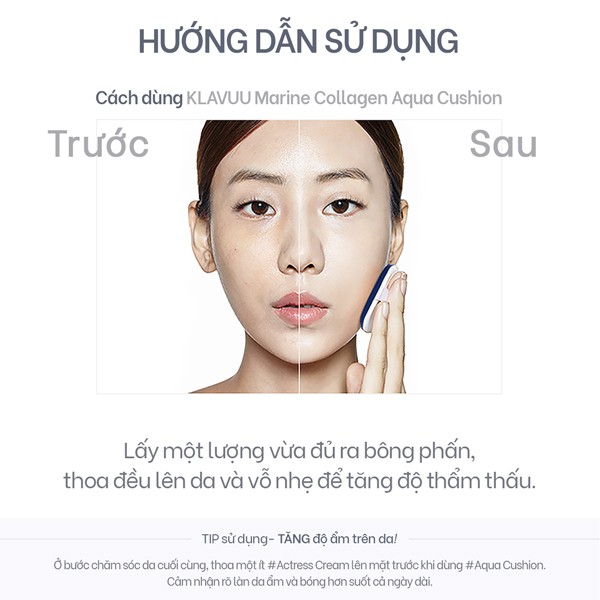 HƯỚNG DẪN SỬ DỤNG
Cách dùng KLAVUU Marine Collagen Aqua Cushion
Trước
Sau
Lấy một lượng vừa đủ ra bông phấn,
thoa đều lên da và vỗ nhẹ để tăng độ thẩm thấu.
TIP sử dụng- TĂNG độ ẩm trên da!
Ở bước chăm sóc da cuối cùng, thoa một ít #Actress Cream lên mặt trước khi dùng #Aqua Cushion.
Cảm nhận rõ làn da ẩm và bóng hơn suốt cả ngày dài.